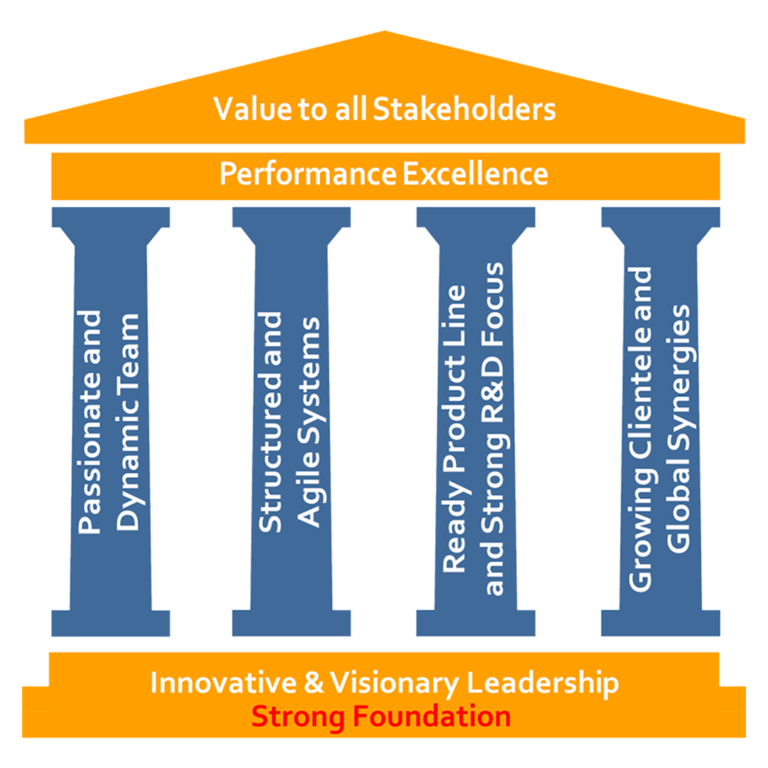 Value to all Stakeholders
Performance Excellence
Passionate and
Dynamic Team
Structured and
Agile Systems
Ready Product Line
and Strong R&D Focus
Growing Clientele and
Global Synergies
Innovative & Visionary Leadership
Strong Foundation